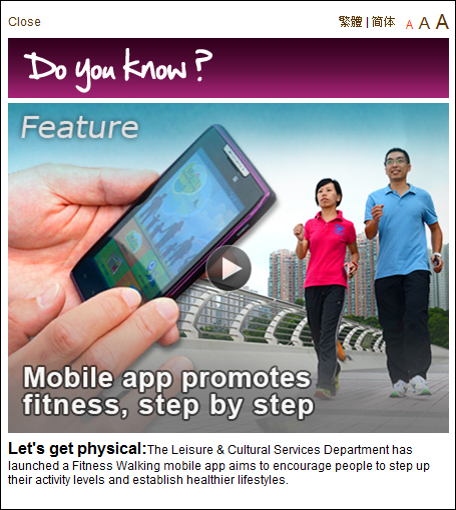 Close
繁體 | 简体 A A A
Do you know?
Feature
Mobile app promotes
fitness, step by step
Let's get physical:The Leisure & Cultural Services Department has
launched a Fitness Walking mobile app aims to encourage people to step up
their activity levels and establish healthier lifestyles.